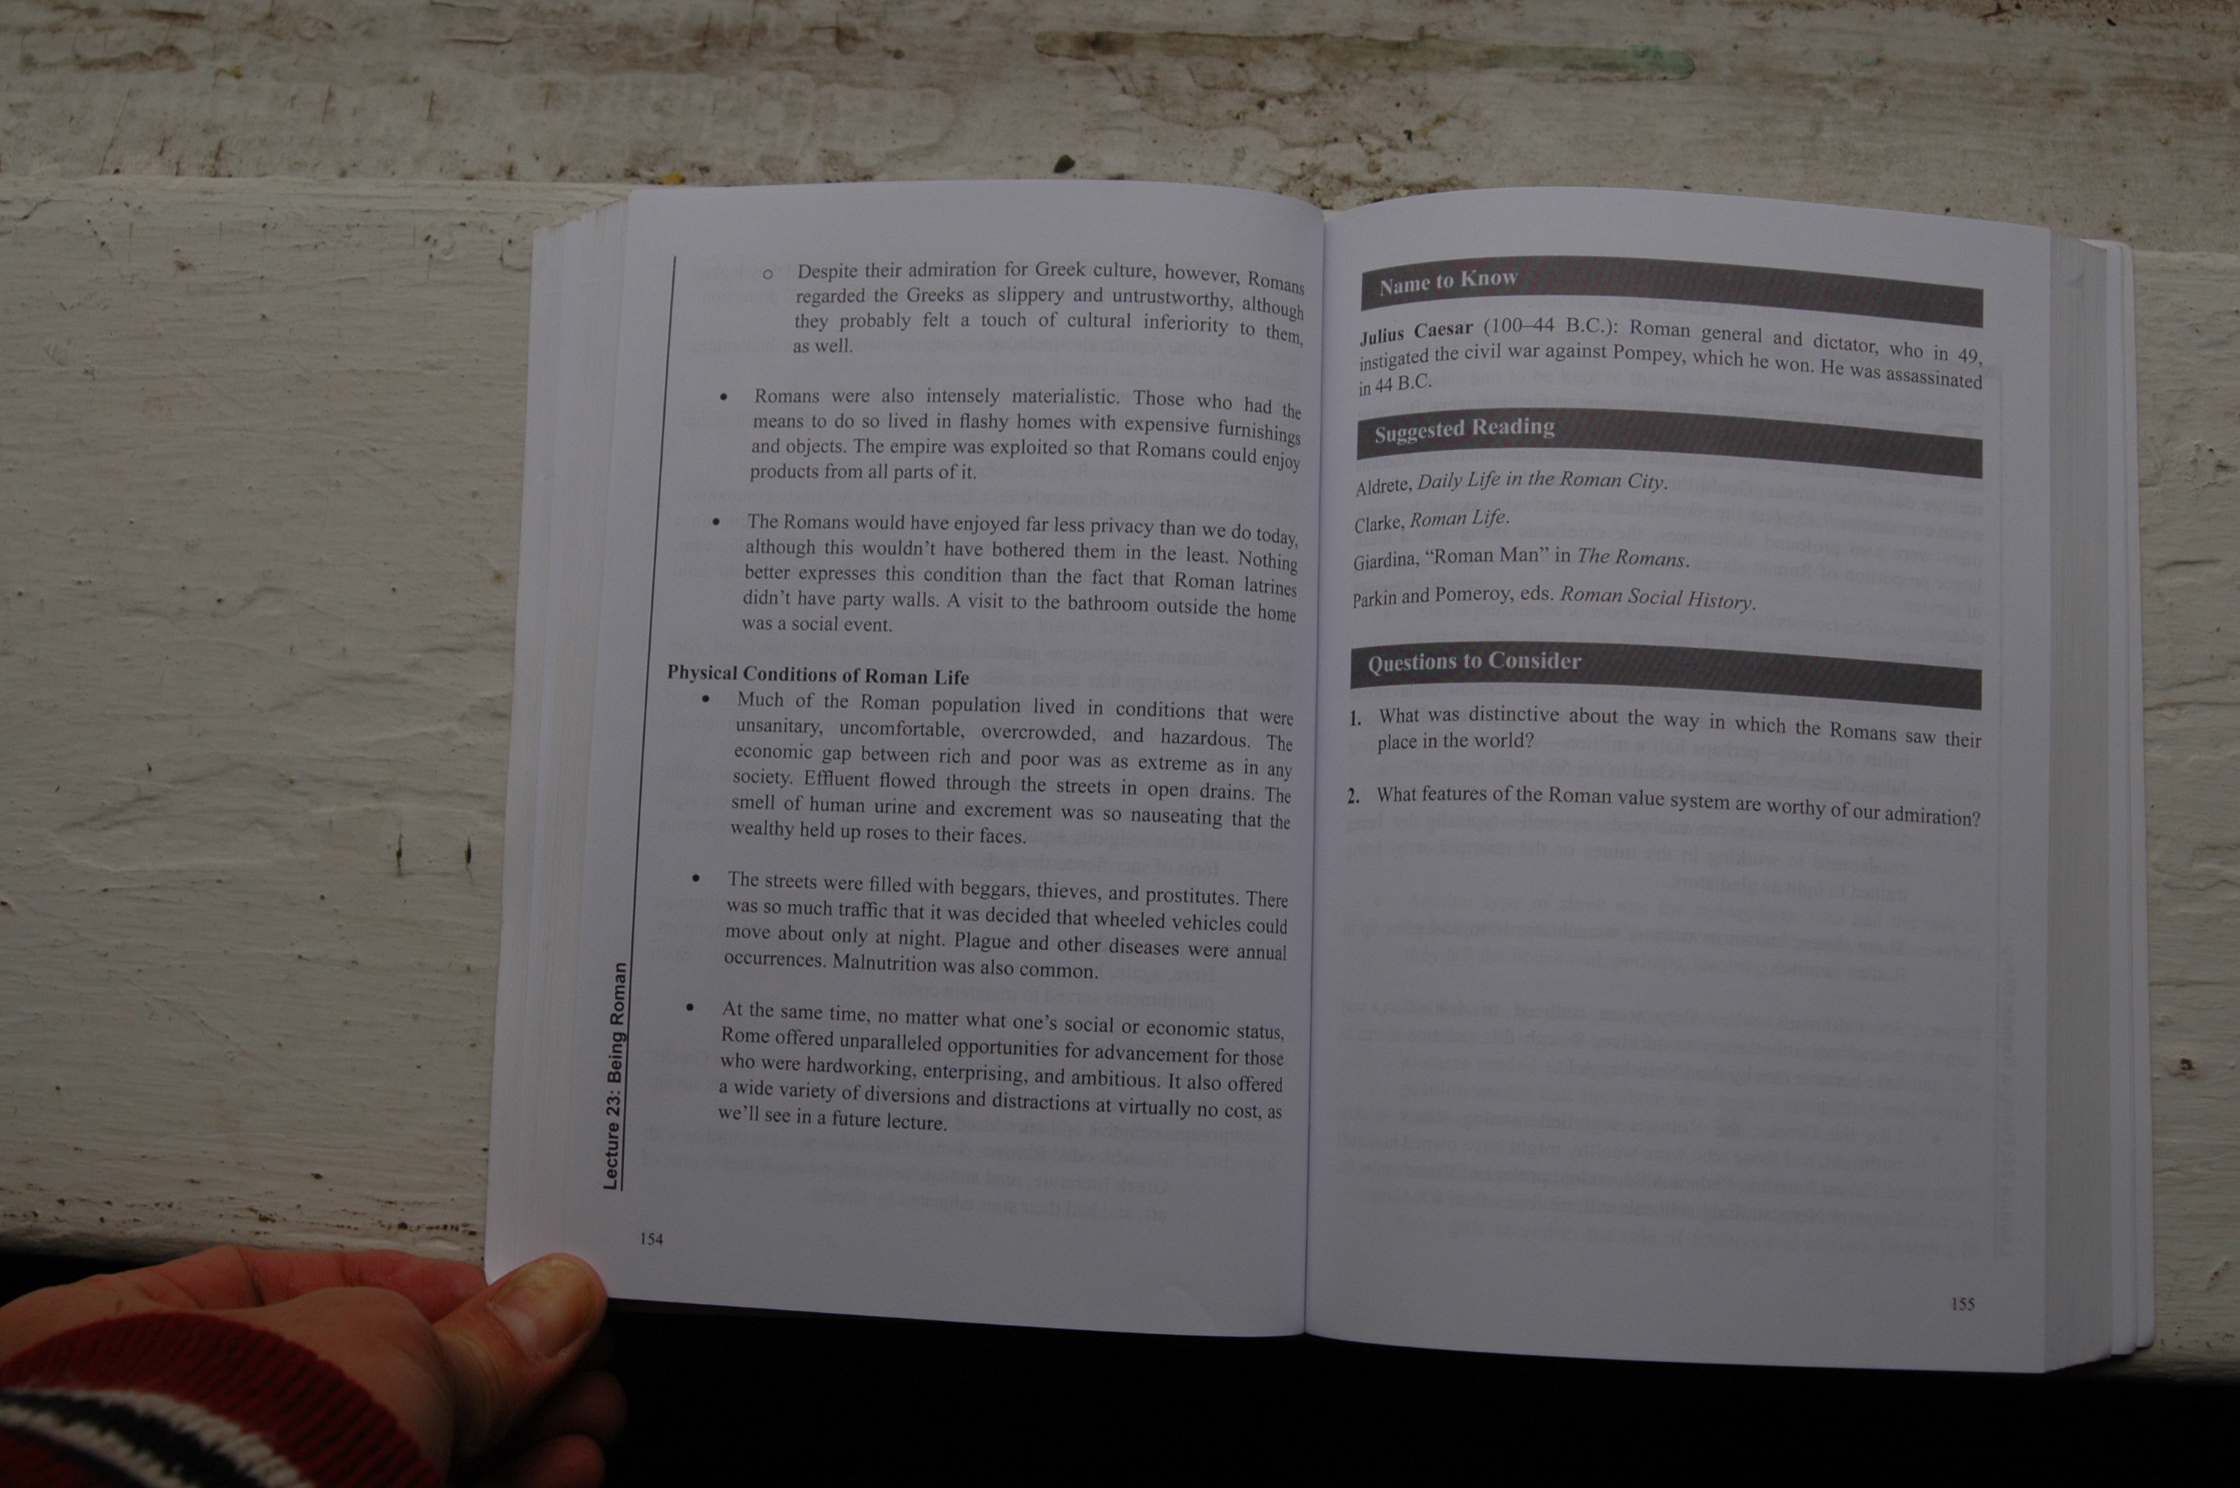 o Despite their admiration for Greek culture, however, Romans
regarded the Greeks as slippery and untrustworthy, although
they probably felt a touch of cultural inferiority to them,
as well.
• Romans were also intensely materialistic. Those who had the
means to do so lived in flashy homes with expensive furnishings
and objects. The empire was exploited so that Romans could enjoy
products from all parts of it.
• The Romans would have enjoyed far less privacy than we do today,
although this wouldn't have bothered them in the least. Nothing
better expresses this condition than the fact that Roman latrines
didn't have party walls. A visit to the bathroom outside the home
was a social event.
Physical Conditions of Roman Life
• Much of the Roman population lived in conditions that were
unsanitary, uncomfortable, overcrowded, and hazardous. The
economic gap between rich and poor was as extreme as in any
society. Effluent flowed through the streets in open drains. The
smell of human urine and excrement was so nauseating that the
wealthy held up roses to their faces.
• The streets were filled with beggars, thieves, and prostitutes. There
was so much traffic that it was decided that wheeled vehicles could
move about only at night. Plague and other diseases were annual
occurrences. Malnutrition was also common.
• At the same time, no matter what one's social or economic status,
Rome offered unparalleled opportunities for advancement for those
who were hardworking, enterprising, and ambitious. It also offered
a wide variety of diversions and distractions at virtually no cost, as
we'll see in a future lecture.
Lecture 23: Being Roman
154
Name to Know
Julius Caesar (100–44 B.C.): Roman general and dictator, who in 49,
instigated the civil war against Pompey, which he won. He was assassinated
in 44 B.C.
Suggested Reading
Aldrete, Daily Life in the Roman City.
Clarke, Roman Life.
Giardina, "Roman Man" in The Romans.
Parkin and Pomeroy, eds. Roman Social History.
Questions to Consider
1. What was distinctive about the way in which the Romans saw their
place in the world?
2. What features of the Roman value system are worthy of our admiration?
155